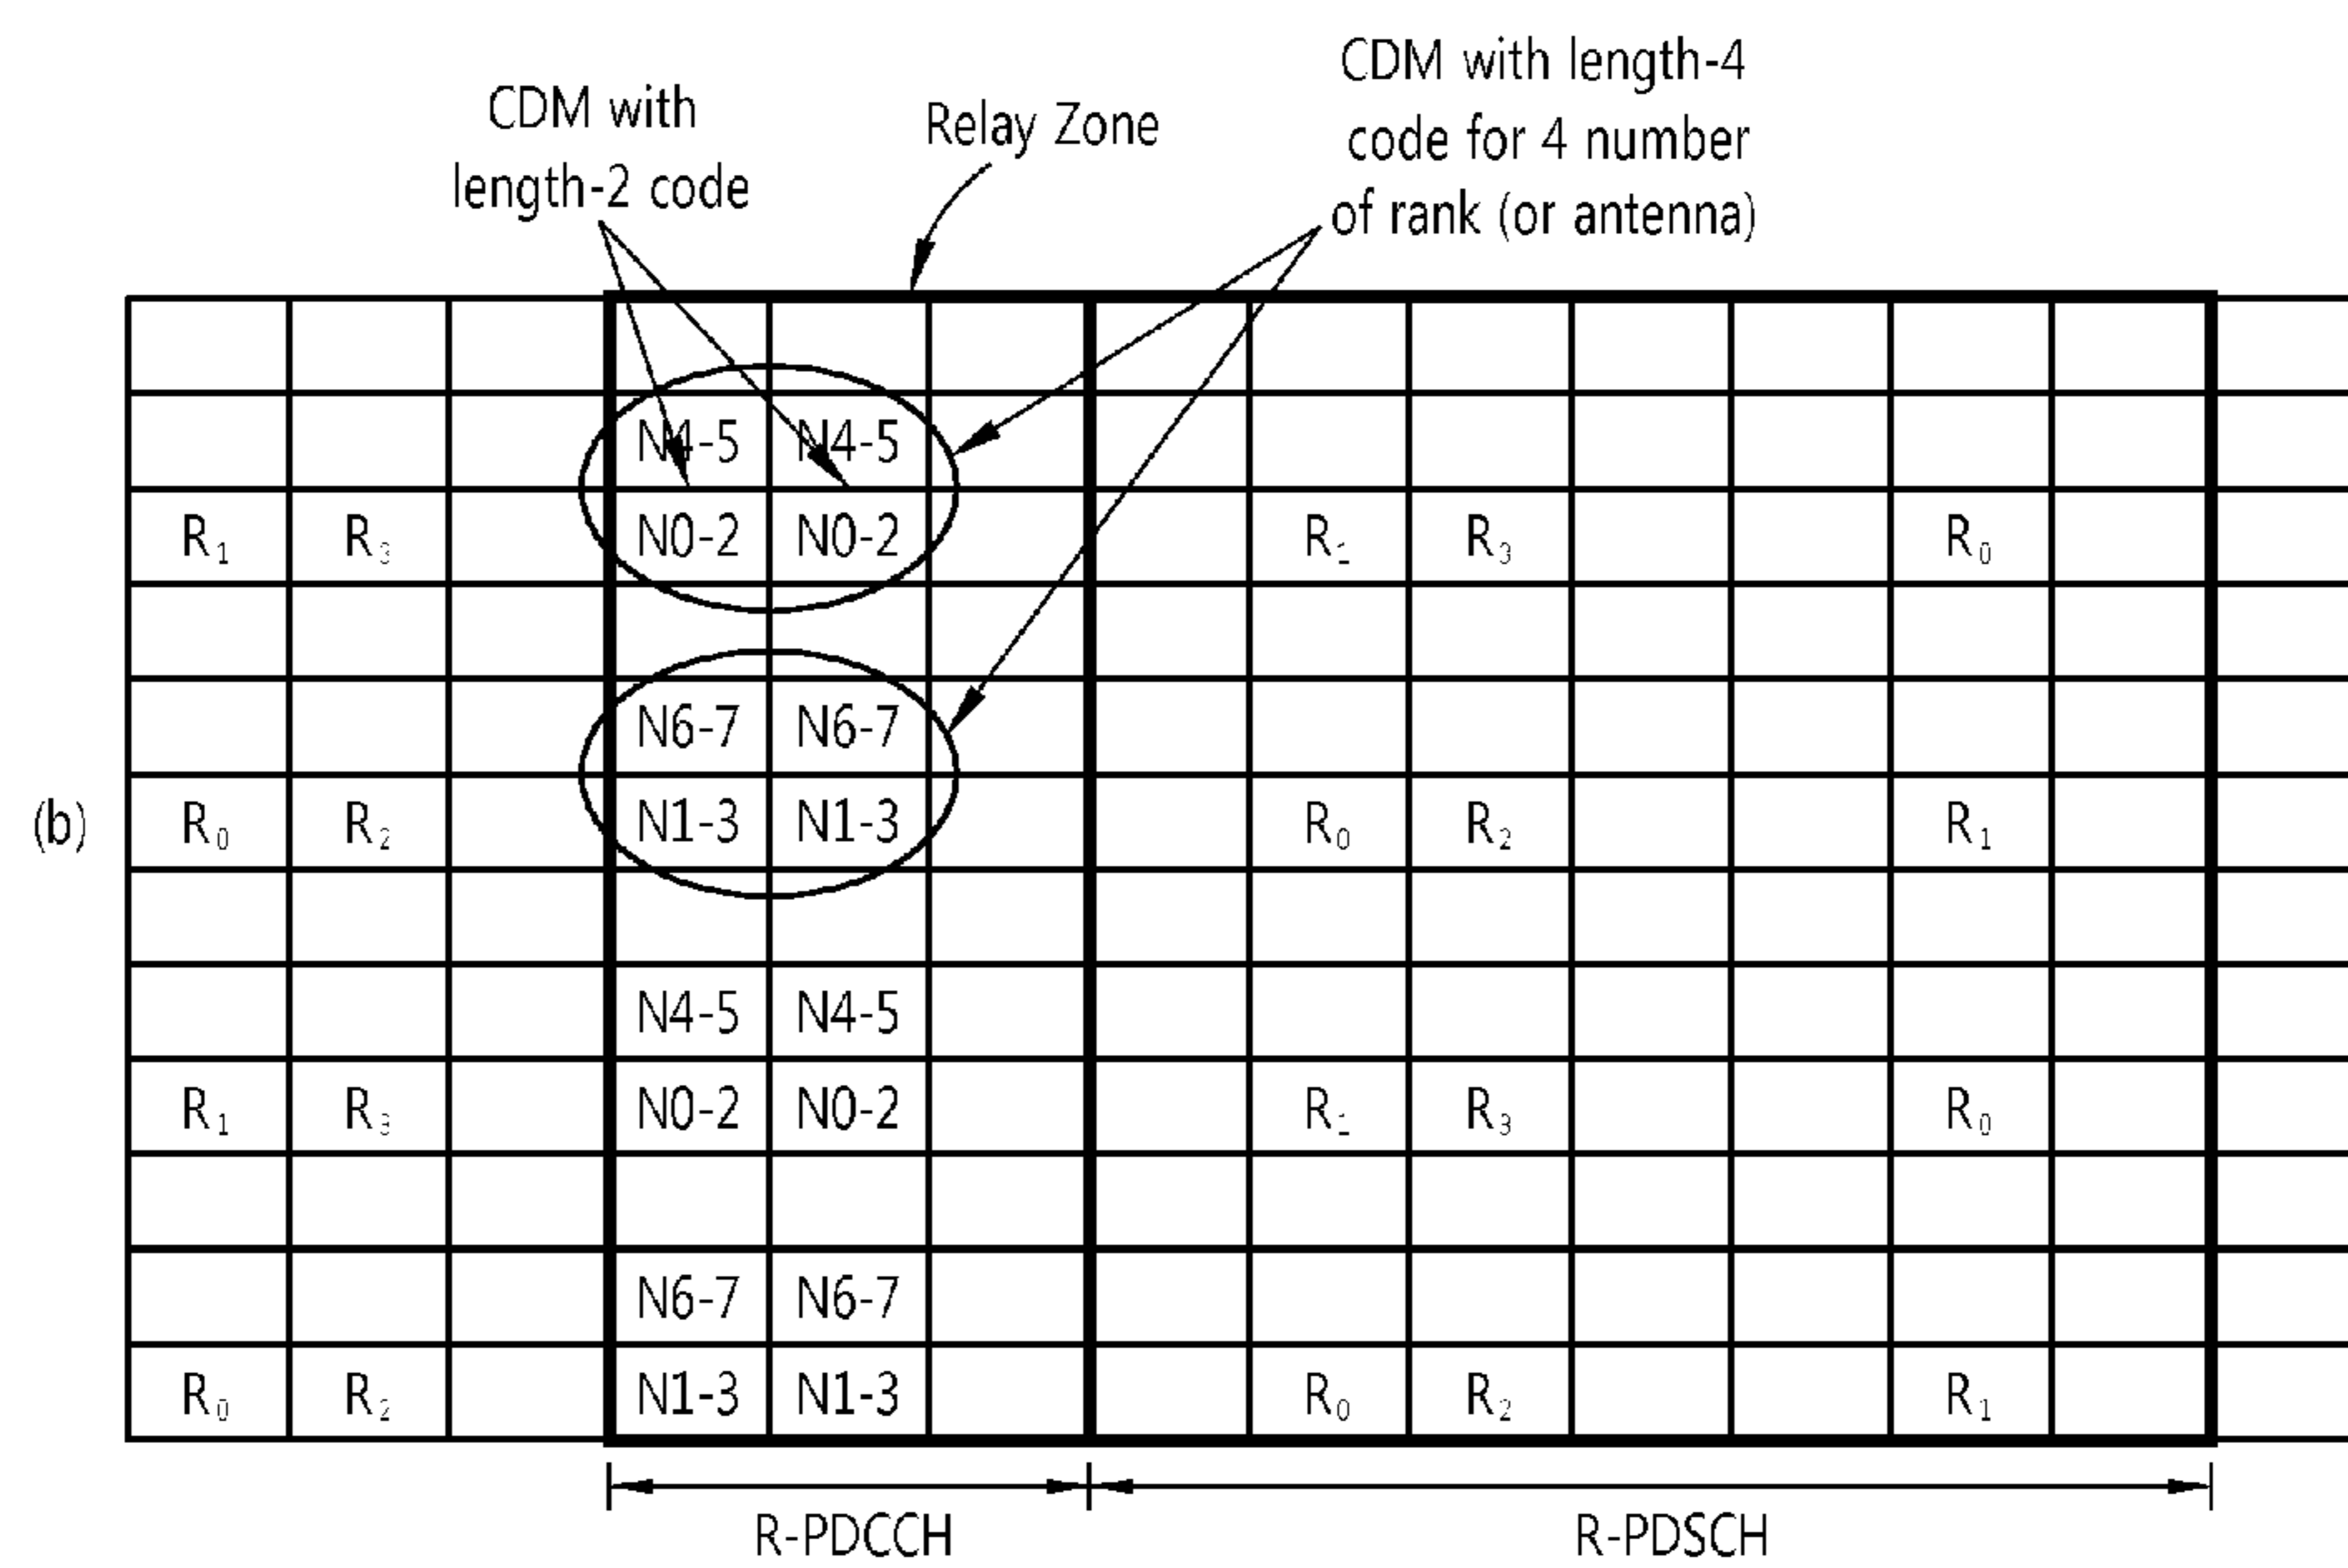 CDM with
length-2 code
Relay Zone
CDM with length-4
code for 4 number
of rank (or antenna)
N4-5 N4-5
R1 R3 N0-2 N0-2 R1 R3 R0
N6-7 N6-7
(b) R0 R2 N1-3 N1-3 R0 R2 R1
N4-5 N4-5
R1 R3 N0-2 N0-2 R1 R3 R0
N6-7 N6-7
R0 R2 N1-3 N1-3 R0 R2 R1
R-PDCCH R-PDSCH